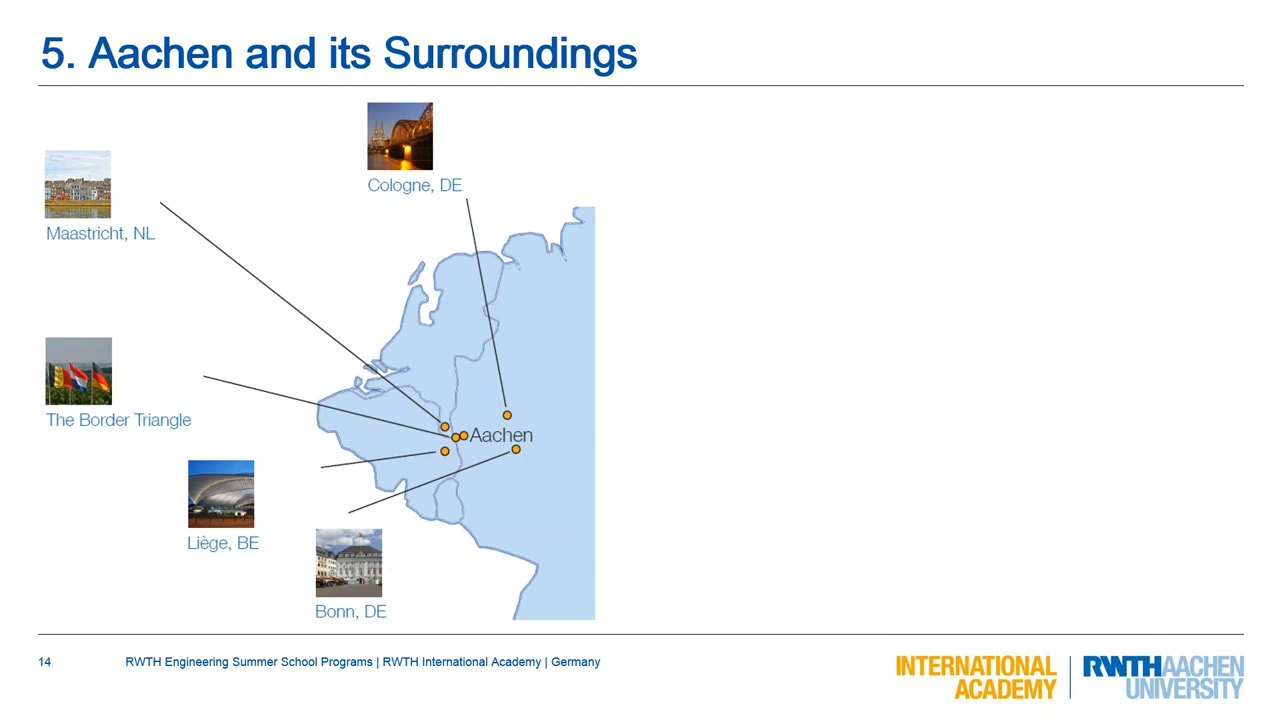 5. Aachen and its Surroundings
Cologne, DE
Maastricht, NL
The Border Triangle
Aachen
Liège, BE
Bonn, DE
14
RWTH Engineering Summer School Programs | RWTH International Academy | Germany
INTERNATIONAL
ACADEMY
RWTHAACHEN
UNIVERSITY